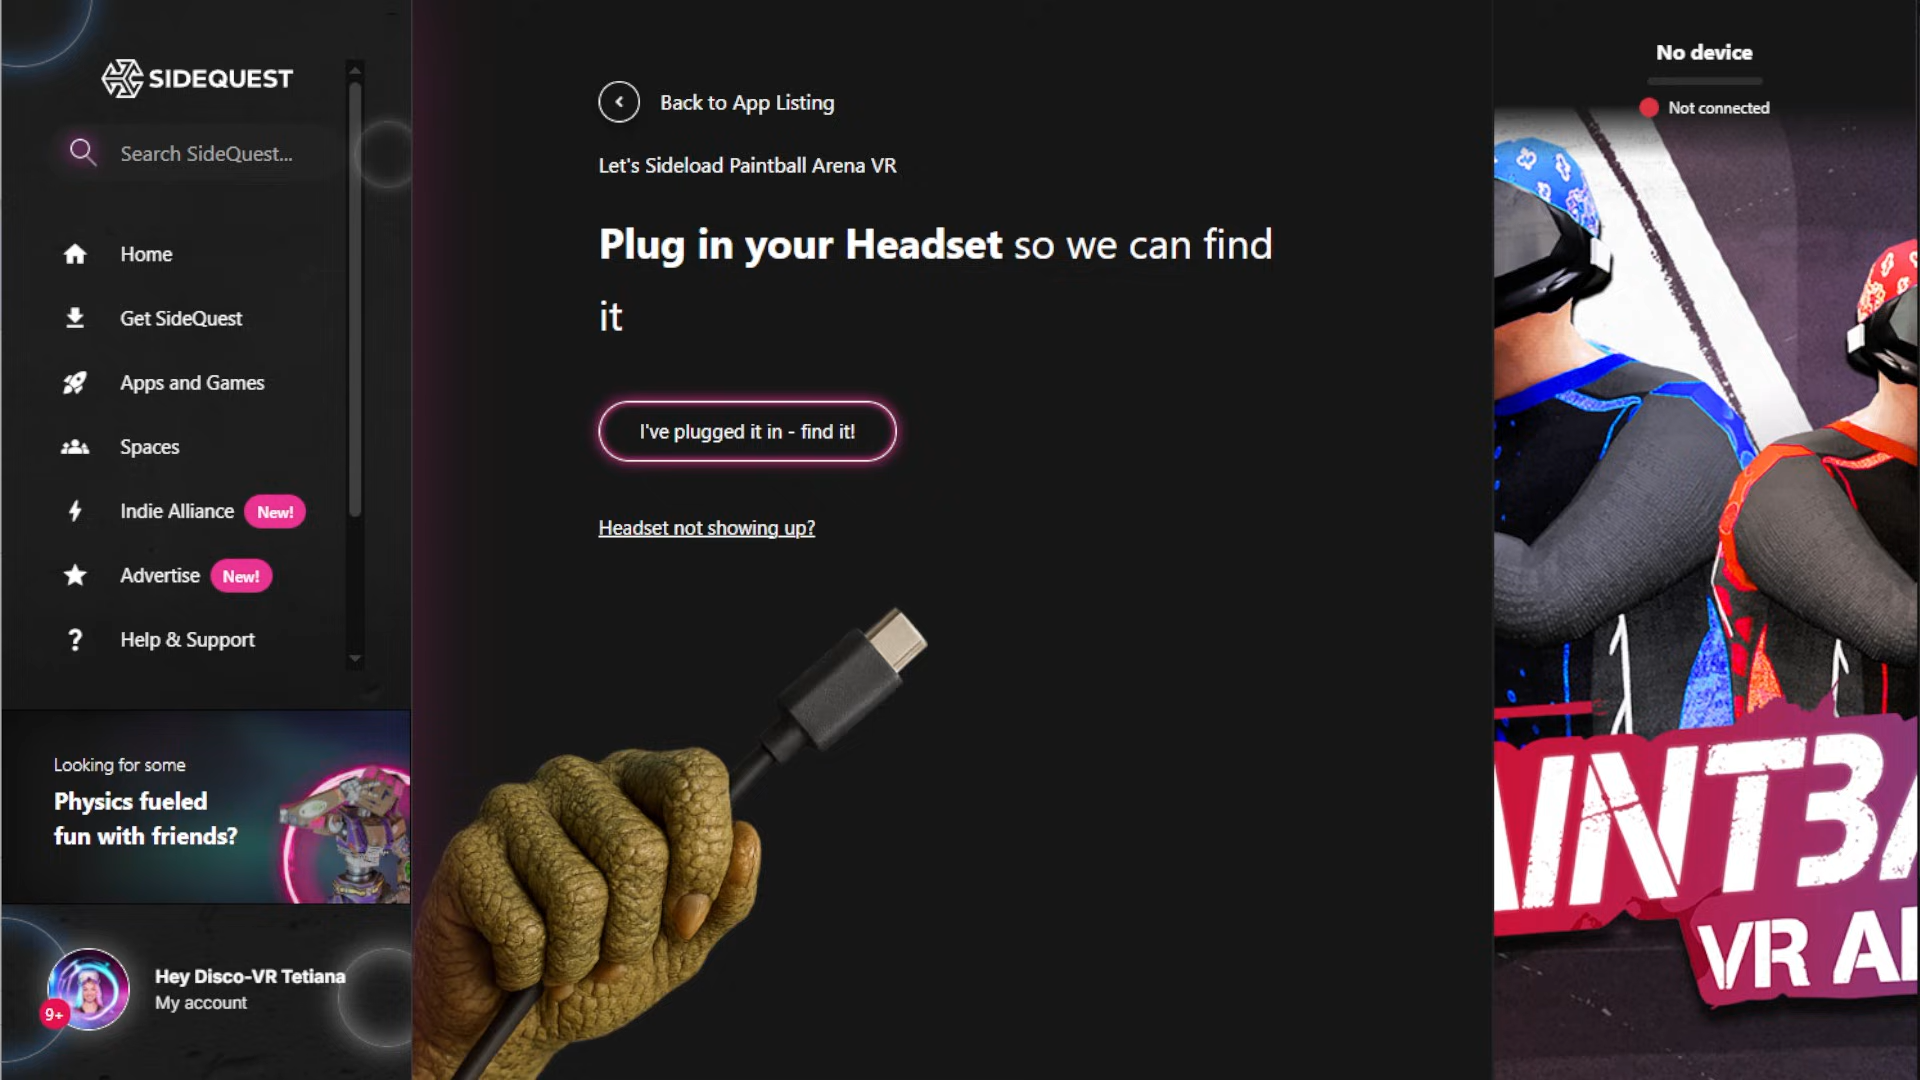 SIDEQUEST
Search SideQuest...
Home
Get SideQuest
Apps and Games
Spaces
Indie Alliance New!
Advertise New!
Help & Support
Looking for some
Physics fueled
fun with friends?
Hey Disco-VR Tetiana
My account
9+
Back to App Listing
Let's Sideload Paintball Arena VR
Plug in your Headset so we can find
it
I've plugged it in - find it!
Headset not showing up?
No device
Not connected
AINTBA
VR AR